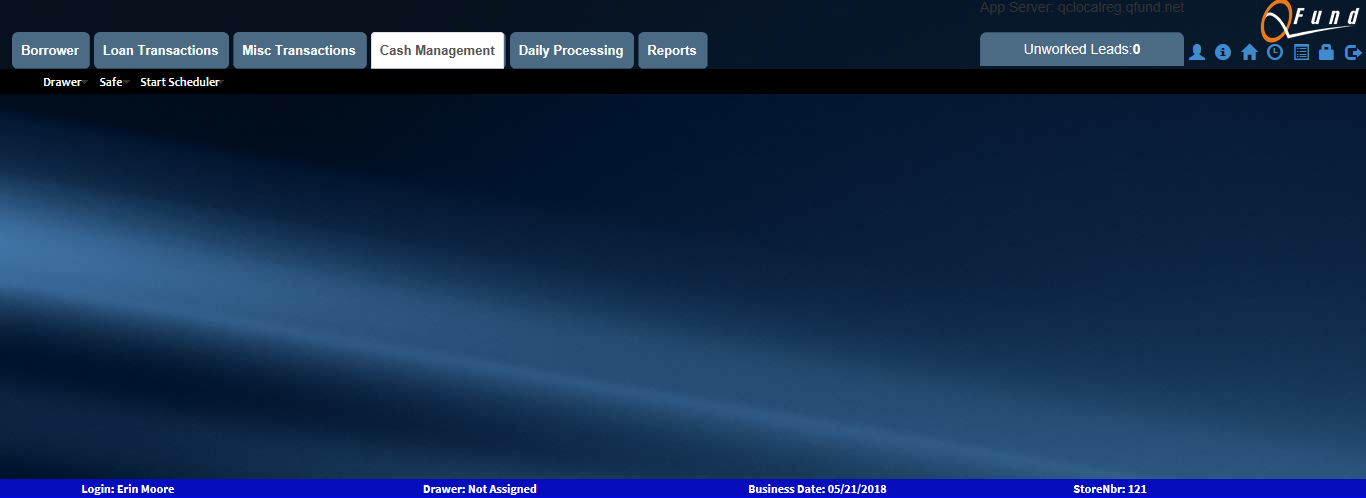 App Server: qclocalreg.qfund.net
QFund
Borrower Loan Transactions Misc Transactions Cash Management Daily Processing Reports Unworked Leads:0
Drawer Safe Start Scheduler
Login: Erin Moore Drawer: Not Assigned Business Date: 05/21/2018 StoreNbr: 121